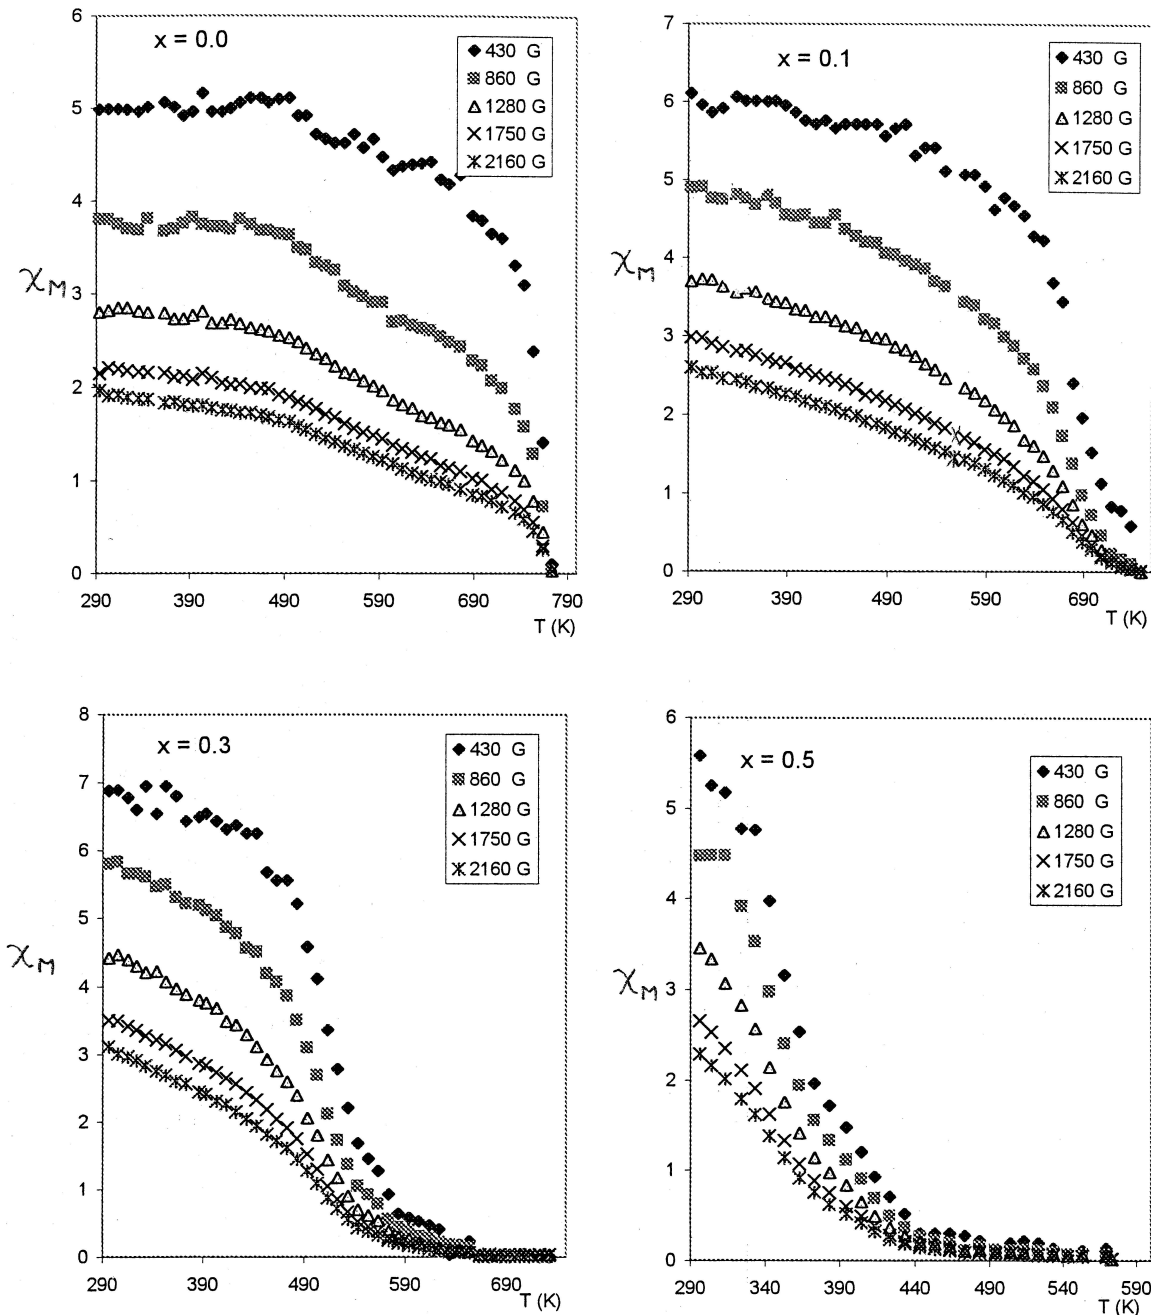 x = 0.0
430 G
860 G
1280 G
1750 G
2160 G
6
5
4
3
2
1
0
χM
290 390 490 590 690 790
T (K)
x = 0.1
430 G
860 G
1280 G
1750 G
2160 G
7
6
5
4
3
2
1
0
χM
290 390 490 590 690
T (K)
x = 0.3
430 G
860 G
1280 G
1750 G
2160 G
8
7
6
5
4
3
2
1
0
χM
290 390 490 590 690
T (K)
x = 0.5
430 G
860 G
1280 G
1750 G
2160 G
6
5
4
3
2
1
0
χM
290 340 390 440 490 540 590
T (K)